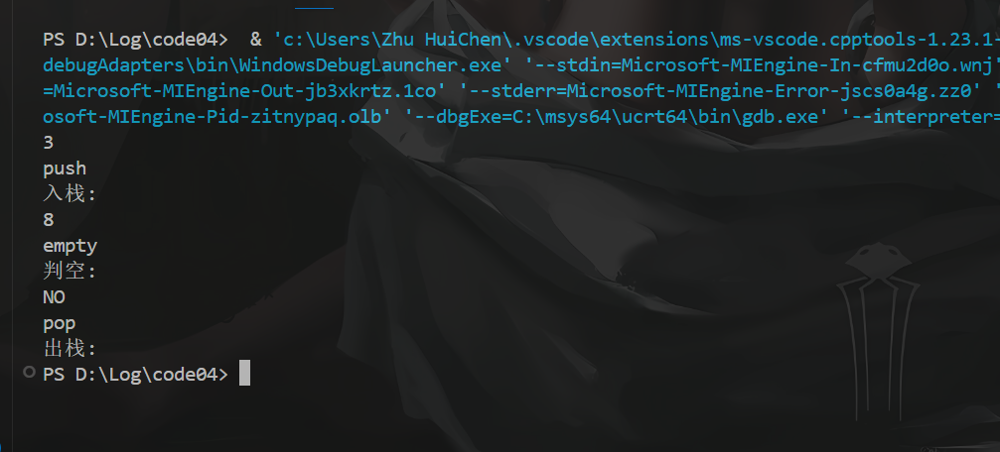 PS D:\Log\code04>  & 'c:\Users\Zhu HuiChen\.vscode\extensions\ms-vscode.cpptools-1.23.1-
debugAdapters\bin\WindowsDebugLauncher.exe' '--stdin=Microsoft-MIEngine-In-cfmu2d0o.wnj'
=Microsoft-MIEngine-Out-jb3xkrtz.1co' '--stderr=Microsoft-MIEngine-Error-jscs0a4g.zz0' '
osoft-MIEngine-Pid-zitnypaq.olb' '--dbgExe=C:\msys64\ucrt64\bin\gdb.exe' '--interpreter=
3
push
入栈:
8
empty
判空:
NO
pop
出栈:
PS D:\Log\code04>